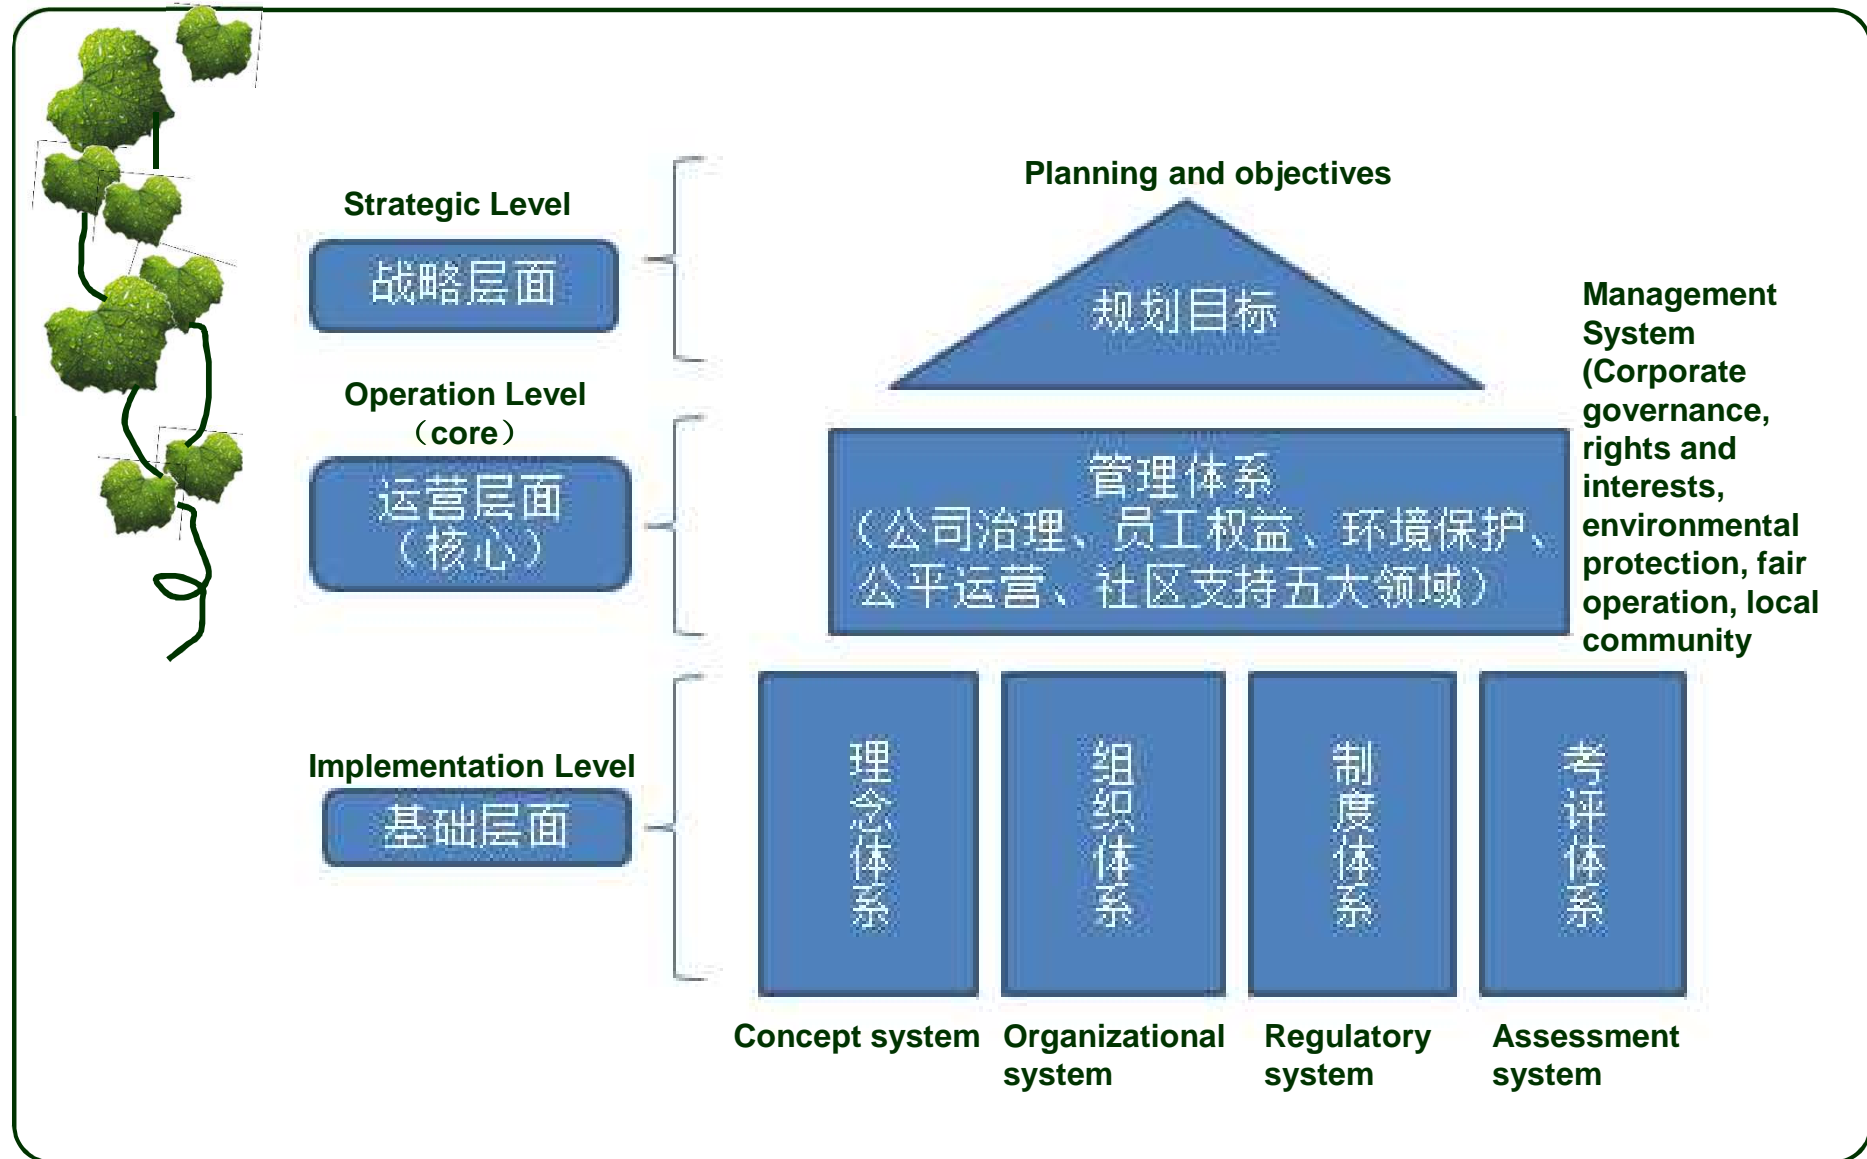 Planning and objectives
Strategic Level
战略层面
规划目标
Operation Level
（core）
运营层面
（核心）
管理体系
（公司治理、员工权益、环境保护、
公平运营、社区支持五大领域）
Management
System
(Corporate
governance,
rights and
interests,
environmental
protection, fair
operation, local
community
Implementation Level
基础层面
理念体系
组织体系
制度体系
考评体系
Concept system
Organizational
system
Regulatory
system
Assessment
system